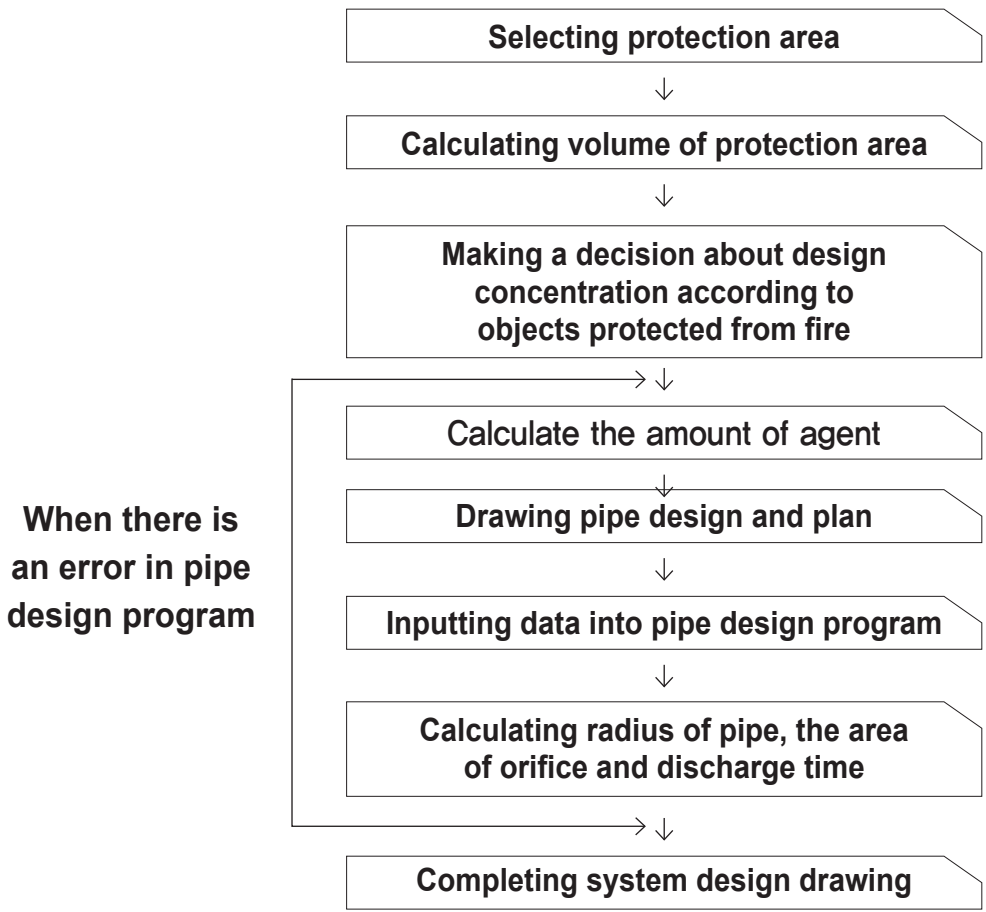 Selecting protection area
Calculating volume of protection area
Making a decision about design
concentration according to
objects protected from fire
Calculate the amount of agent
When there is
an error in pipe
design program
Drawing pipe design and plan
Inputting data into pipe design program
Calculating radius of pipe, the area
of orifice and discharge time
Completing system design drawing